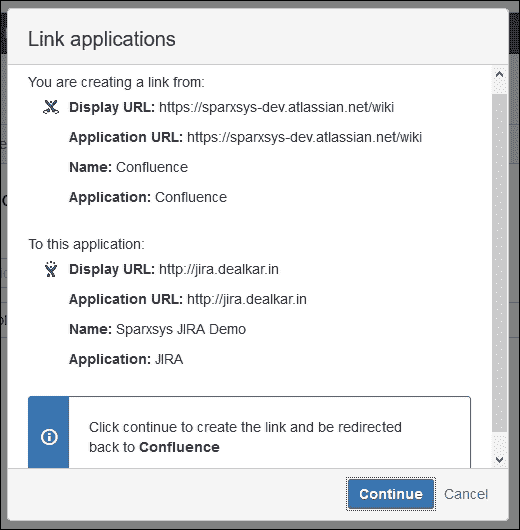 Link applications
You are creating a link from:
Display URL: https://sparxsys-dev.atlassian.net/wiki
Application URL: https://sparxsys-dev.atlassian.net/wiki
Name: Confluence
Application: Confluence
To this application:
Display URL: http://jira.dealkar.in
Application URL: http://jira.dealkar.in
Name: Sparxsys JIRA Demo
Application: JIRA
Click continue to create the link and be redirected
back to Confluence
Continue Cancel